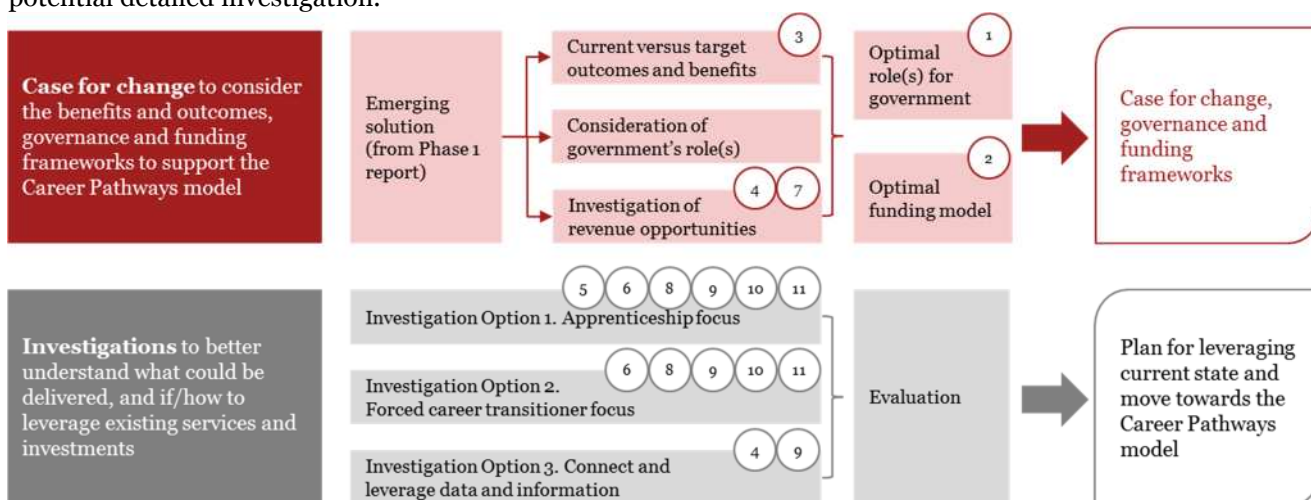 potential detailed investigation.
Case for change to consider
the benefits and outcomes,
governance and funding
frameworks to support the
Career Pathways model
Emerging
solution
(from Phase 1
report)
3
Current versus target
outcomes and benefits
Consideration of
government's role(s)
4 7
Investigation of
revenue opportunities
1
Optimal
role(s) for
government
2
Optimal
funding model
Case for change,
governance and
funding
frameworks
Investigations to better
understand what could be
delivered, and if/how to
leverage existing services and
investments
5 6 8 9 10 11
Investigation Option 1. Apprenticeship focus
6 8 9 10 11
Investigation Option 2.
Forced career transitioner focus
4 9
Investigation Option 3. Connect and
leverage data and information
Evaluation
Plan for leveraging
current state and
move towards the
Career Pathways
model